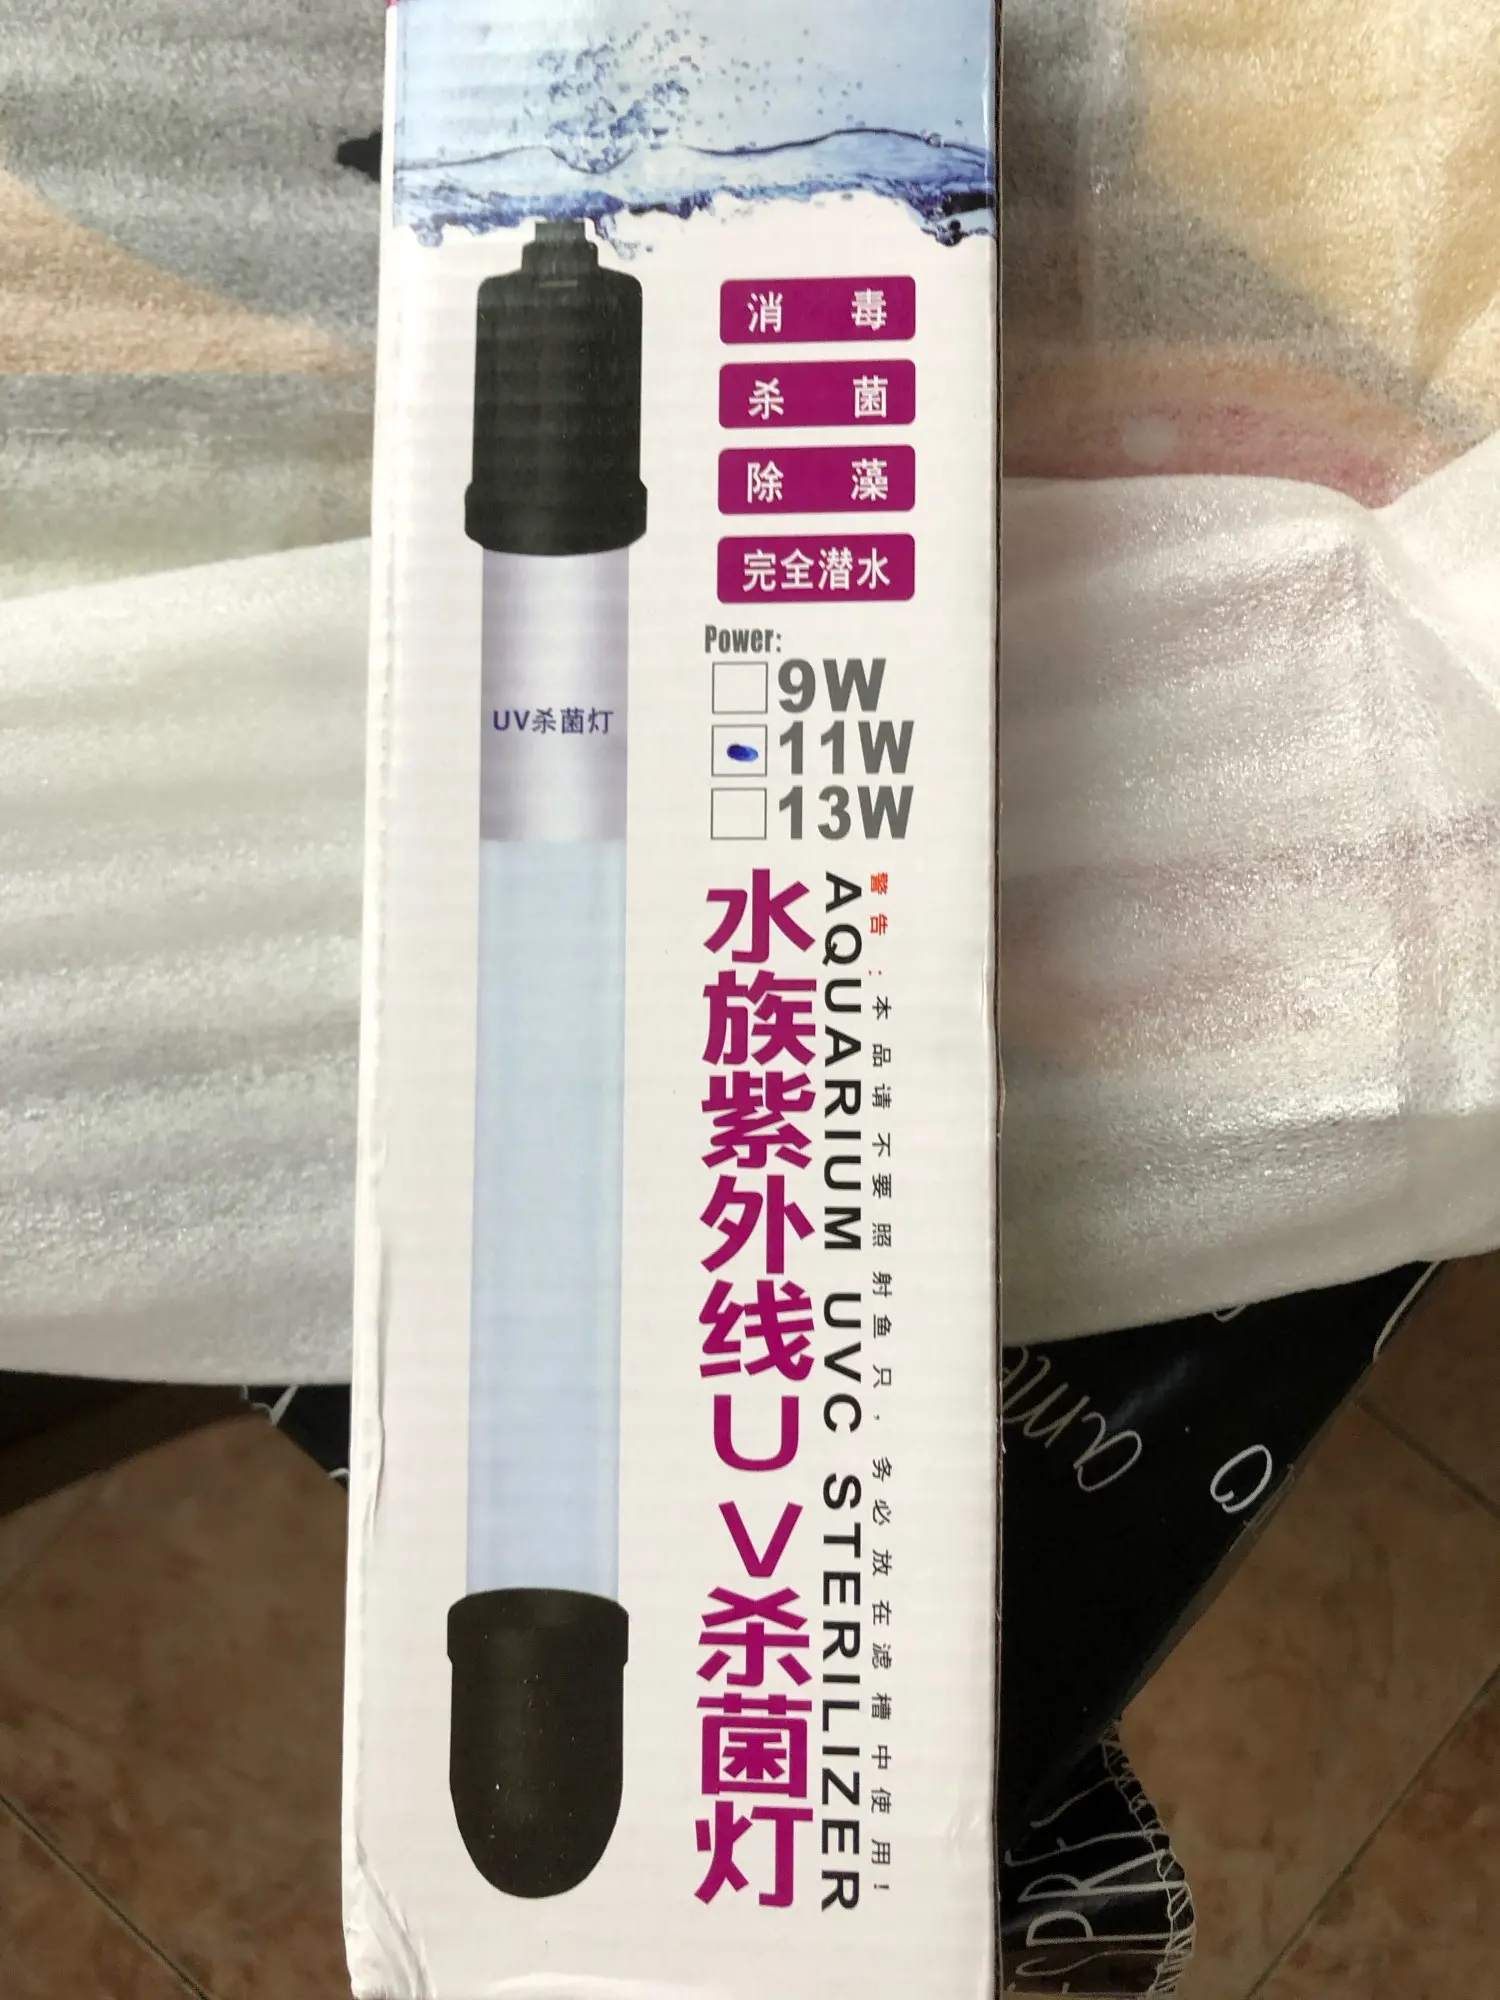 消毒
杀菌
除藻
完全潜水
Power:
9W
11W
13W
UV杀菌灯
水族紫外线UV杀菌灯
AQUARIUM UVC STERILIZER
警告:本品请不要照射鱼只,务必放在滤槽中使用!